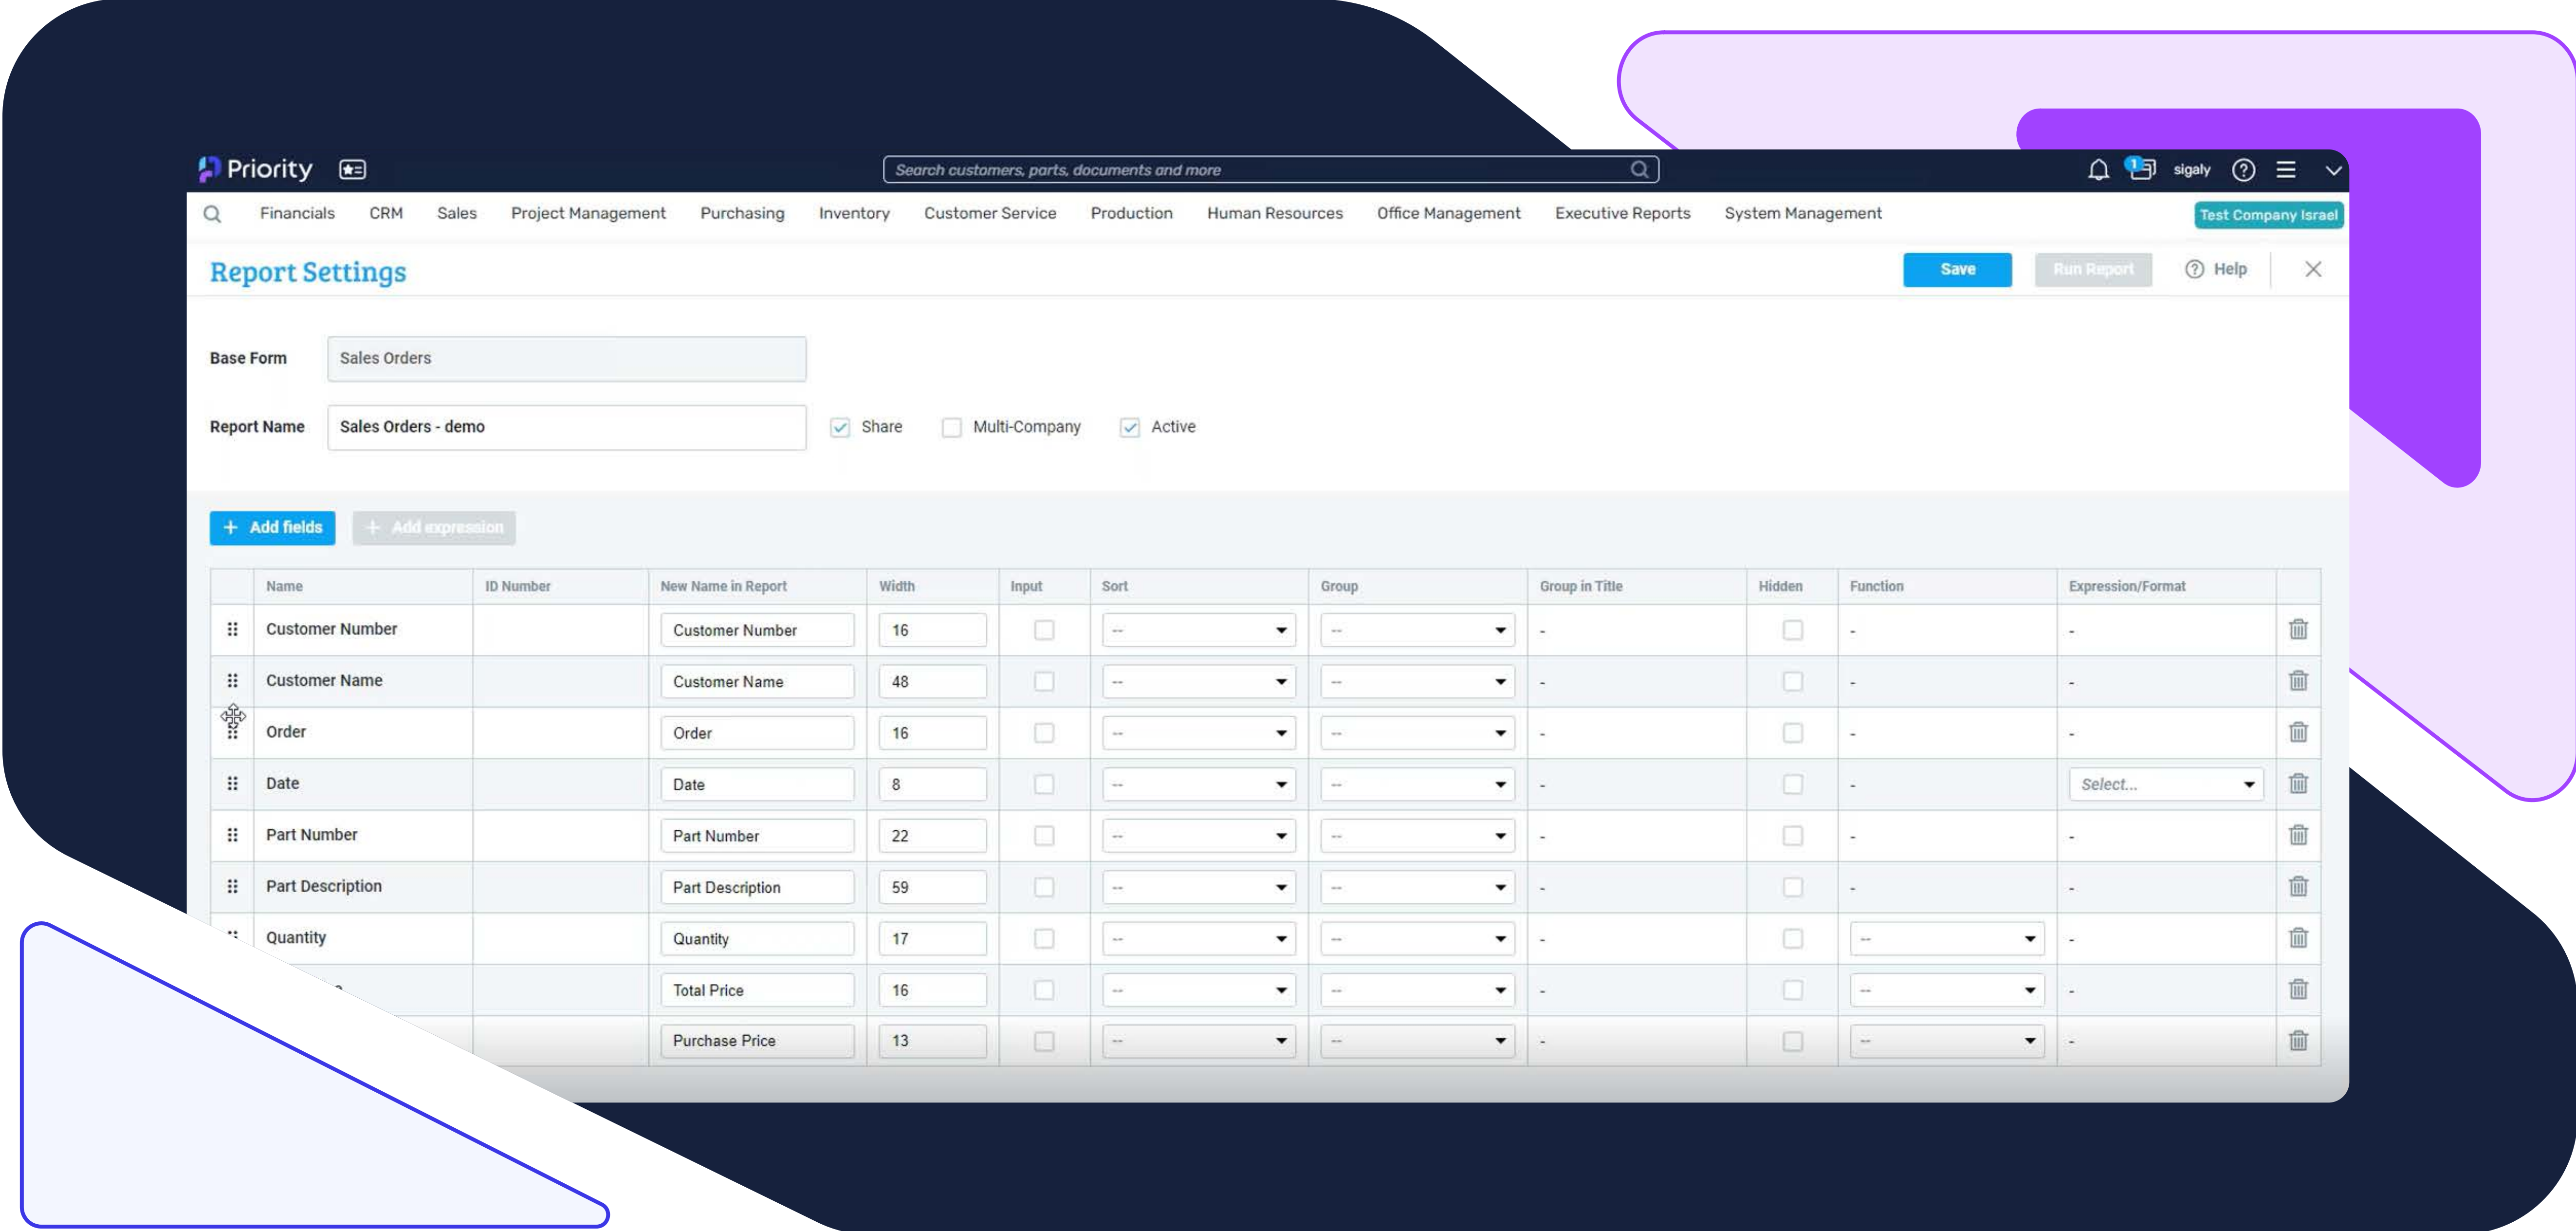 Priority
Search customers, parts, documents and more
1
sigaly
Financials CRM Sales Project Management Purchasing Inventory Customer Service Production Human Resources Office Management Executive Reports System Management
Test Company Israel
Report Settings
Save Run Report Help
Base Form Sales Orders
Report Name Sales Orders - demo Share Multi-Company Active
+ Add fields + Add expression
Name ID Number New Name in Report Width Input Sort Group Group in Title Hidden Function Expression/Format
Customer Number Customer Number 16 -- -- - - -
Customer Name Customer Name 48 -- -- - - -
Order Order 16 -- -- - - -
Date Date 8 -- -- - - Select...
Part Number Part Number 22 -- -- - - -
Part Description Part Description 59 -- -- - - -
Quantity Quantity 17 -- -- - -- -
Total Price 16 -- -- - -- -
Purchase Price 13 -- -- - -- -